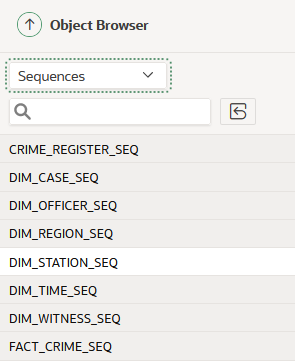 Object Browser
Sequences
CRIME_REGISTER_SEQ
DIM_CASE_SEQ
DIM_OFFICER_SEQ
DIM_REGION_SEQ
DIM_STATION_SEQ
DIM_TIME_SEQ
DIM_WITNESS_SEQ
FACT_CRIME_SEQ